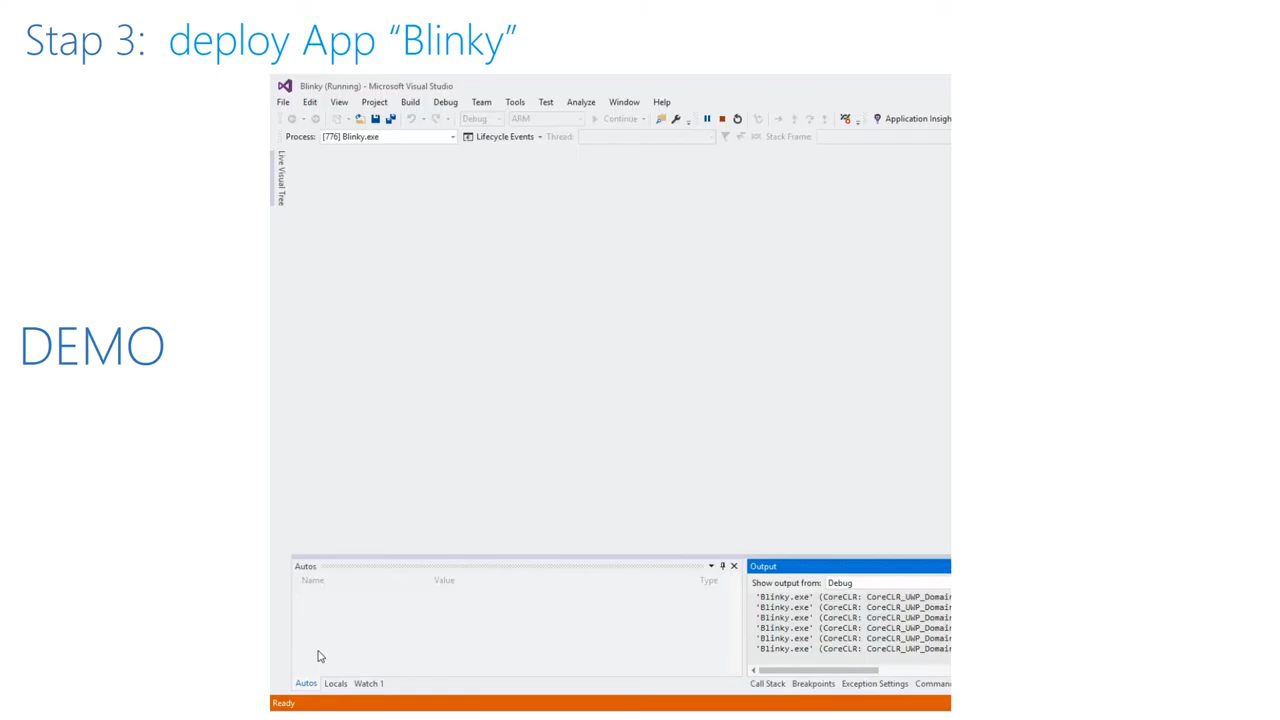 Stap 3: deploy App “Blinky”
Blinky (Running) - Microsoft Visual Studio
File Edit View Project Build Debug Team Tools Test Analyze Window Help
Debug ARM Continue Application Insigh
Process: [776] Blinky.exe Lifecycle Events Thread: Stack Frame:
Live Visual Tree
DEMO
Autos
Name Value Type
Autos Locals Watch 1
Output
Show output from: Debug
'Blinky.exe' (CoreCLR: CoreCLR_UWP_Domain
'Blinky.exe' (CoreCLR: CoreCLR_UWP_Domain
'Blinky.exe' (CoreCLR: CoreCLR_UWP_Domain
'Blinky.exe' (CoreCLR: CoreCLR_UWP_Domain
'Blinky.exe' (CoreCLR: CoreCLR_UWP_Domain
'Blinky.exe' (CoreCLR: CoreCLR_UWP_Domain
Call Stack Breakpoints Exception Settings Comman
Ready